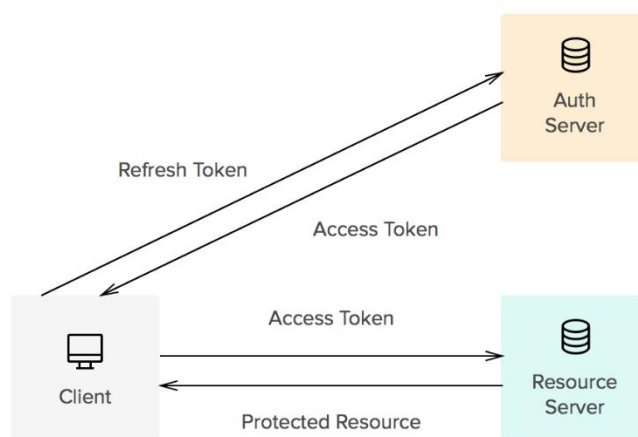 Auth
Server
Refresh Token
Access Token
Access Token
Client
Resource
Server
Protected Resource